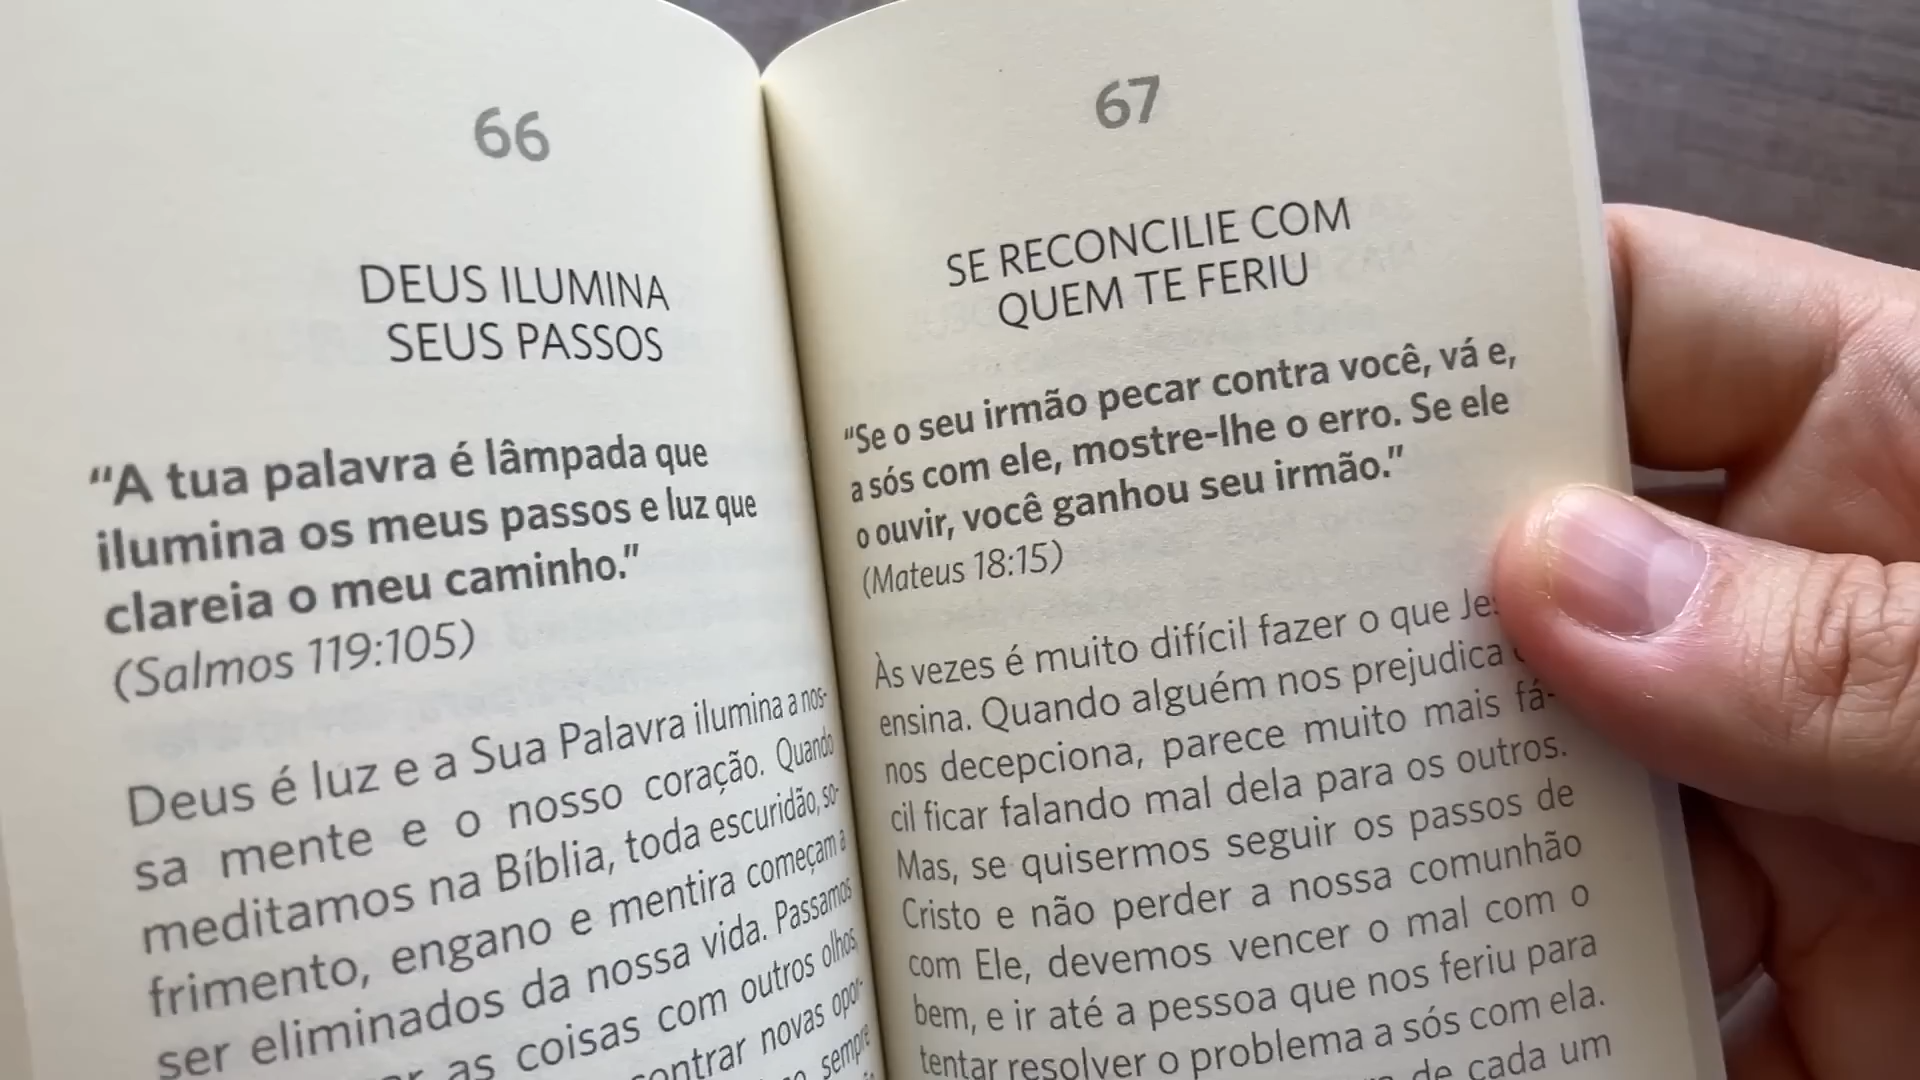 66
DEUS ILUMINA
SEUS PASSOS
“A tua palavra é lâmpada que
ilumina os meus passos e luz que
clareia o meu caminho.”
(Salmos 119:105)
Deus é luz e a Sua Palavra ilumina a nos-
sa mente e o nosso coração. Quando
meditamos na Bíblia, toda escuridão, so-
frimento, engano e mentira começam a
ser eliminados da nossa vida. Passamos
as coisas com outros olhos,
novas opor-
sempre
67
SE RECONCILIE COM
QUEM TE FERIU
“Se o seu irmão pecar contra você, vá e,
a sós com ele, mostre-lhe o erro. Se ele
o ouvir, você ganhou seu irmão.”
(Mateus 18:15)
Às vezes é muito difícil fazer o que
ensina. Quando alguém nos prejudica
nos decepciona, parece muito mais fá-
cil ficar falando mal dela para os outros.
Mas, se quisermos seguir os passos de
Cristo e não perder a nossa comunhão
com Ele, devemos vencer o mal com o
bem, e ir até a pessoa que nos feriu para
tentar resolver o problema a sós com ela.
de cada um